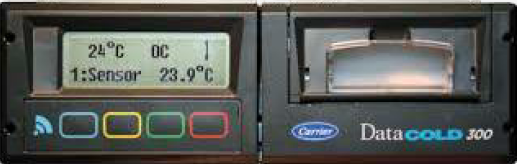 24°C OC
1:Sensor 23.9°C
Carrier
DataCOLD 300